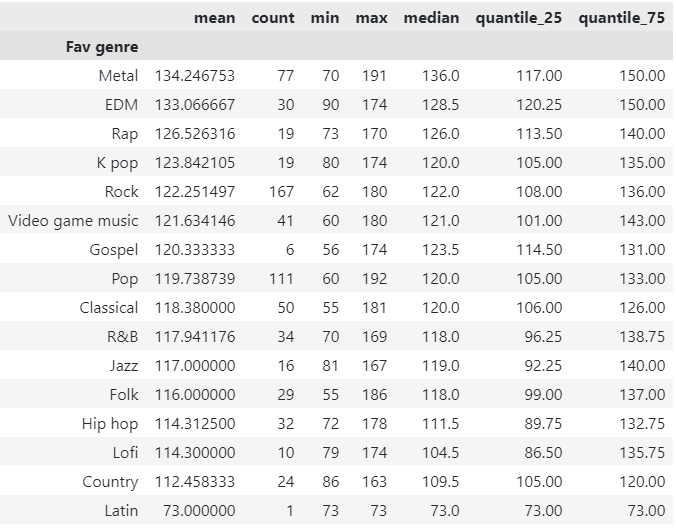 mean count min max median quantile_25 quantile_75
Fav genre
Metal 134.246753 77 70 191 136.0 117.00 150.00
EDM 133.066667 30 90 174 128.5 120.25 150.00
Rap 126.526316 19 73 170 126.0 113.50 140.00
K pop 123.842105 19 80 174 120.0 105.00 135.00
Rock 122.251497 167 62 180 122.0 108.00 136.00
Video game music 121.634146 41 60 180 121.0 101.00 143.00
Gospel 120.333333 6 56 174 123.5 114.50 131.00
Pop 119.738739 111 60 192 120.0 105.00 133.00
Classical 118.380000 50 55 181 120.0 106.00 126.00
R&B 117.941176 34 70 169 118.0 96.25 138.75
Jazz 117.000000 16 81 167 119.0 92.25 140.00
Folk 116.000000 29 55 186 118.0 99.00 137.00
Hip hop 114.312500 32 72 178 111.5 89.75 132.75
Lofi 114.300000 10 79 174 104.5 86.50 135.75
Country 112.458333 24 86 163 109.5 105.00 120.00
Latin 73.000000 1 73 73 73.0 73.00 73.00